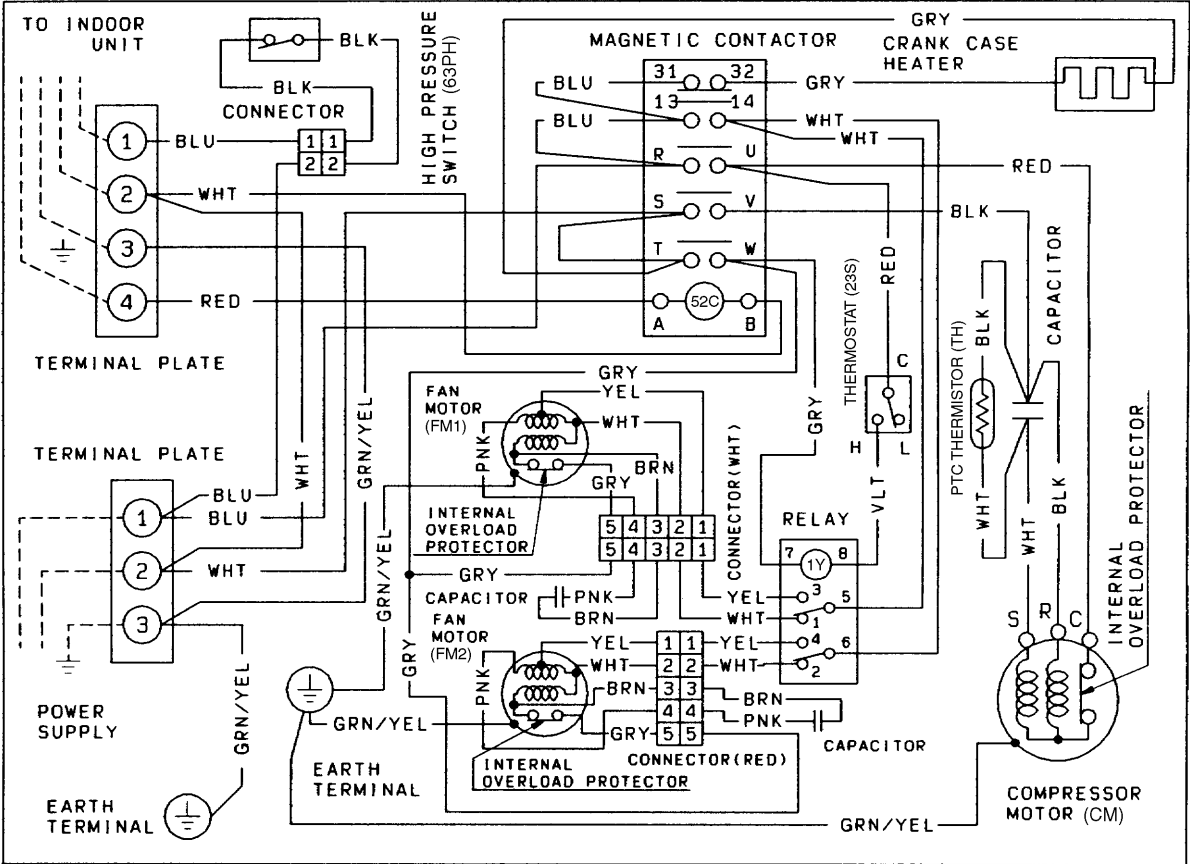 TO INDOOR
UNIT
BLK
BLK
CONNECTOR
HIGH PRESSURE
SWITCH (63PH)
MAGNETIC CONTACTOR
GRY
CRANK CASE
HEATER
1
BLU
1 1
2 2
2
WHT
3
4
RED
TERMINAL PLATE
BLU
31 32
GRY
13 14
BLU
WHT
WHT
R U
RED
S V
BLK
T W
52C
A B
RED
THERMOSTAT (23S)
C
H L
VLT
BLK
CAPACITOR
PTC THERMISTOR (TH)
WHT
WHT
BLK
INTERNAL
OVERLOAD PROTECTOR
GRY
YEL
FAN
MOTOR
(FM1)
WHT
PNK
BRN
GRY
INTERNAL
OVERLOAD
PROTECTOR
5 4 3 2 1
5 4 3 2 1
CONNECTOR(WHT)
GRY
RELAY
7 8
1Y
3
5
1
4
6
2
YEL
WHT
YEL
WHT
TERMINAL PLATE
GRN/YEL
WHT
1
BLU
BLU
2
WHT
3
GRN/YEL
GRY
CAPACITOR
PNK
BRN
FAN
MOTOR
(FM2)
YEL
WHT
PNK
BRN
GRY
1 1
2 2
3 3
4 4
5 5
BRN
PNK
CAPACITOR
CONNECTOR(RED)
INTERNAL
OVERLOAD PROTECTOR
GRY
GRN/YEL
POWER
SUPPLY
GRN/YEL
EARTH
TERMINAL
EARTH
TERMINAL
S R C
COMPRESSOR
MOTOR (CM)
GRN/YEL